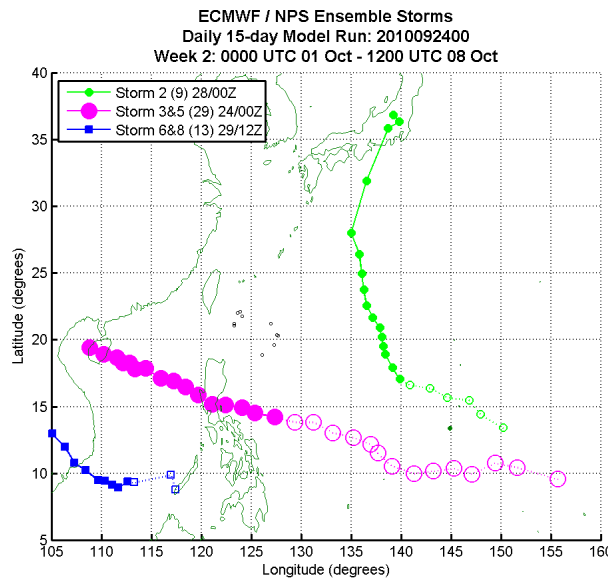 ECMWF / NPS Ensemble Storms
Daily 15-day Model Run: 2010092400
Week 2: 0000 UTC 01 Oct - 1200 UTC 08 Oct
Storm 2 (9) 28/00Z
Storm 3&5 (29) 24/00Z
Storm 6&8 (13) 29/12Z
40
35
30
25
20
15
10
5
Latitude (degrees)
105 110 115 120 125 130 135 140 145 150 155 160
Longitude (degrees)